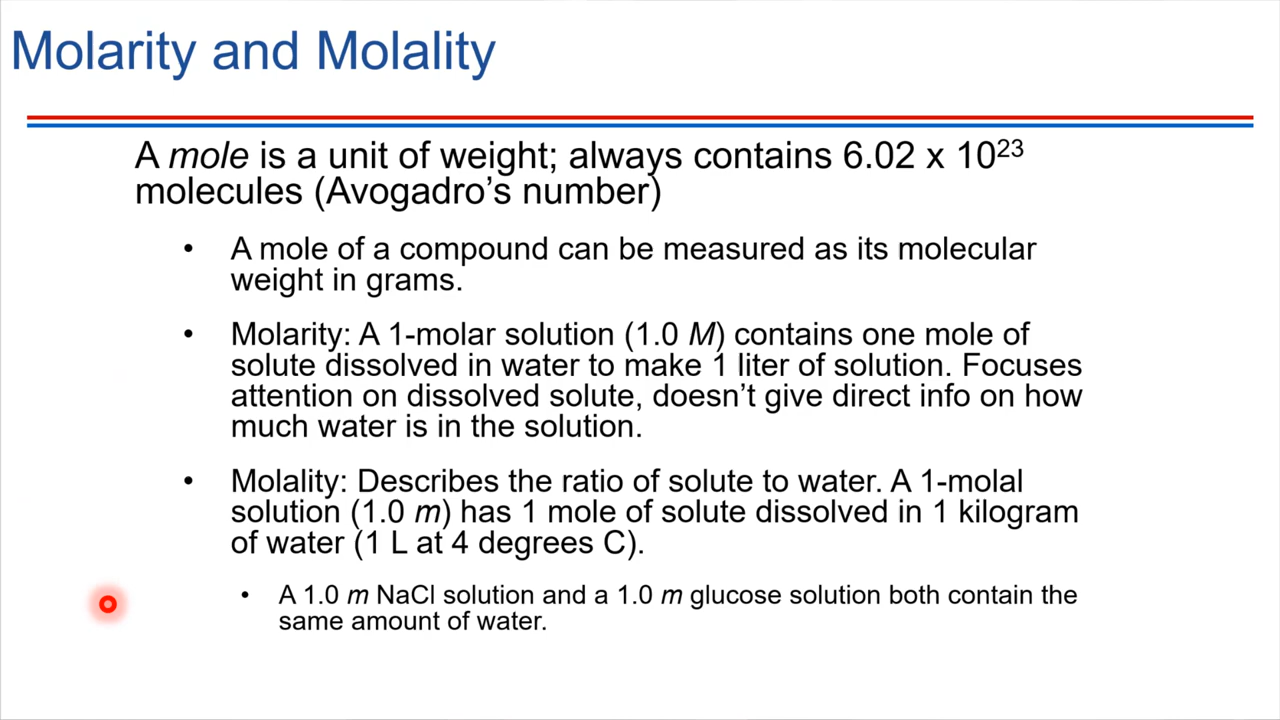 Molarity and Molality
A mole is a unit of weight; always contains 6.02 x 10²³
molecules (Avogadro’s number)
• A mole of a compound can be measured as its molecular
weight in grams.
• Molarity: A 1-molar solution (1.0 M) contains one mole of
solute dissolved in water to make 1 liter of solution. Focuses
attention on dissolved solute, doesn’t give direct info on how
much water is in the solution.
• Molality: Describes the ratio of solute to water. A 1-molal
solution (1.0 m) has 1 mole of solute dissolved in 1 kilogram
of water (1 L at 4 degrees C).
• A 1.0 m NaCl solution and a 1.0 m glucose solution both contain the
same amount of water.